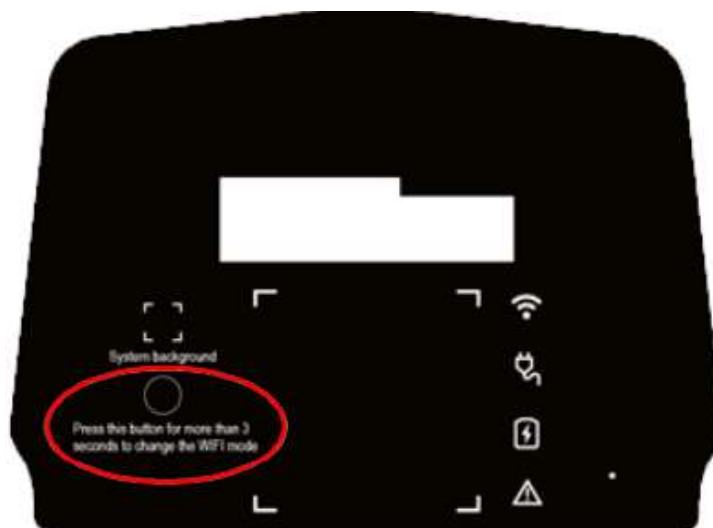 System background
Press this button for more than 3
seconds to change the WIFI mode